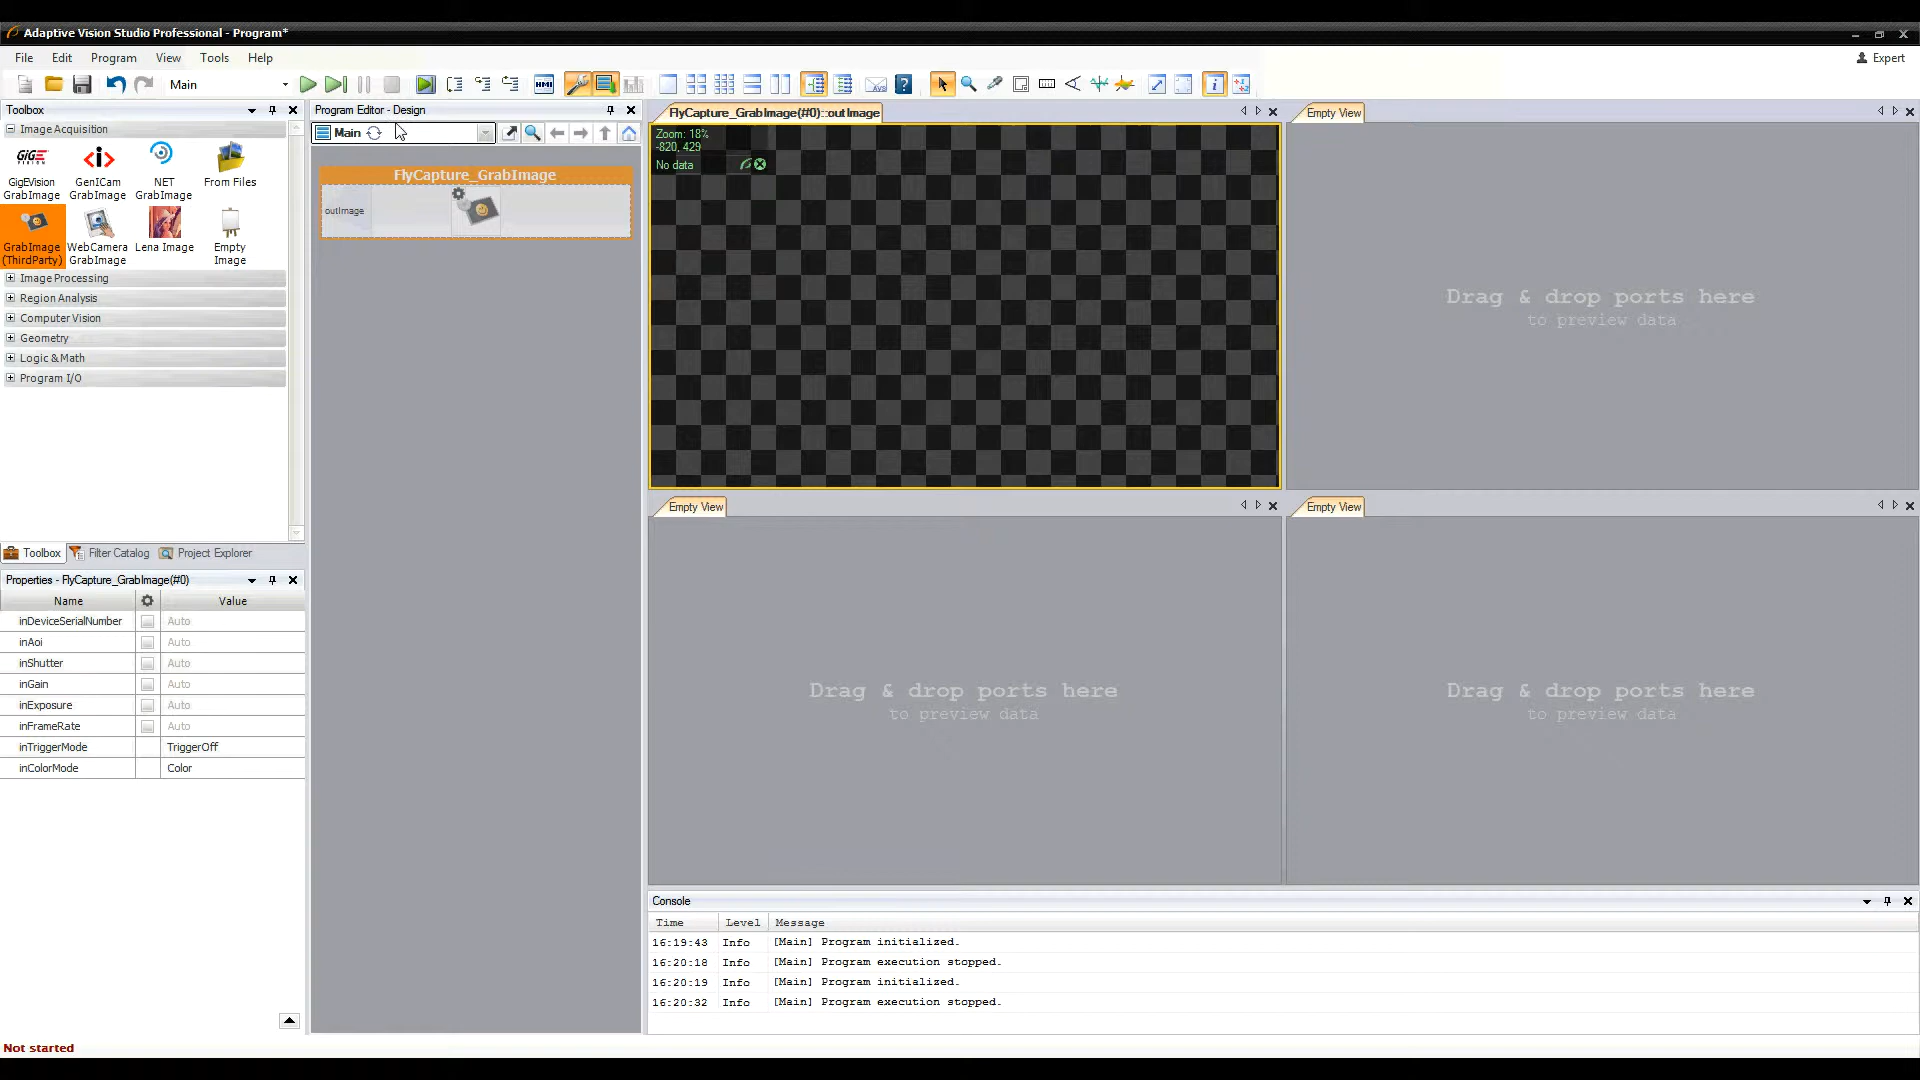 Adaptive Vision Studio Professional - Program*
File Edit Program View Tools Help
Expert
Main
HMI
Toolbox
Image Acquisition
GigEVision GrabImage
GenICam GrabImage
NET GrabImage
From Files
GrabImage (ThirdParty)
WebCamera GrabImage
Lena Image
Empty Image
Image Processing
Region Analysis
Computer Vision
Geometry
Logic & Math
Program I/O
Toolbox Filter Catalog Project Explorer
Properties - FlyCapture_GrabImage(#0)
Name Value
inDeviceSerialNumber Auto
inAoi Auto
inShutter Auto
inGain Auto
inExposure Auto
inFrameRate Auto
inTriggerMode TriggerOff
inColorMode Color
Not started
Program Editor - Design
Main
FlyCapture_GrabImage
outImage
FlyCapture_GrabImage(#0)::outImage
Zoom: 18%
-820, 429
No data
Empty View
Drag & drop ports here
to preview data
Empty View
Drag & drop ports here
to preview data
Empty View
Drag & drop ports here
to preview data
Console
Time Level Message
16:19:43 Info [Main] Program initialized.
16:20:18 Info [Main] Program execution stopped.
16:20:19 Info [Main] Program initialized.
16:20:32 Info [Main] Program execution stopped.